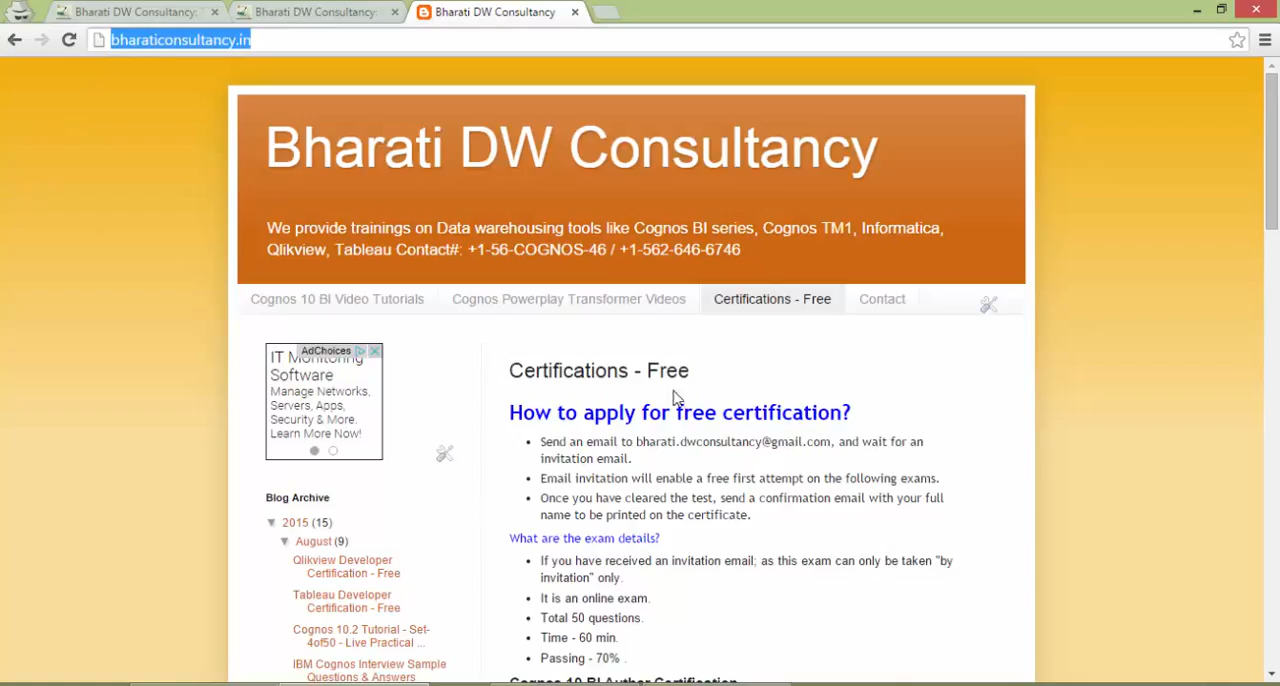 Bharati DW Consultancy:
Bharati DW Consultancy:
Bharati DW Consultancy
bharaticonsultancy.in
Bharati DW Consultancy
We provide trainings on Data warehousing tools like Cognos BI series, Cognos TM1, Informatica,
Qlikview, Tableau Contact#: +1-56-COGNOS-46 / +1-562-646-6746
Cognos 10 BI Video Tutorials
Cognos Powerplay Transformer Videos
Certifications - Free
Contact
AdChoices
IT Monitoring
Software
Manage Networks,
Servers, Apps,
Security & More.
Learn More Now!
Blog Archive
▼ 2015 (15)
▼ August (9)
Qlikview Developer
Certification - Free
Tableau Developer
Certification - Free
Cognos 10.2 Tutorial - Set-
4of50 - Live Practical ...
IBM Cognos Interview Sample
Questions & Answers
Certifications - Free
How to apply for free certification?
• Send an email to bharati.dwconsultancy@gmail.com, and wait for an
invitation email.
• Email invitation will enable a free first attempt on the following exams.
• Once you have cleared the test, send a confirmation email with your full
name to be printed on the certificate.
What are the exam details?
• If you have received an invitation email; as this exam can only be taken "by
invitation" only.
• It is an online exam.
• Total 50 questions.
• Time - 60 min.
• Passing - 70% .
Cognos 10 BI Author Certification